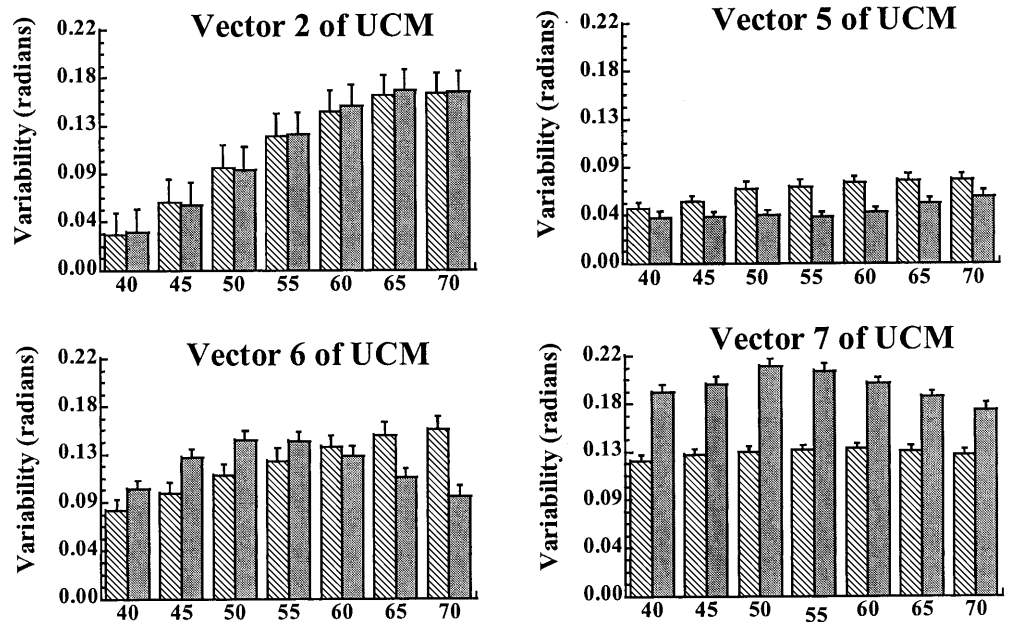 Vector 2 of UCM
Variability (radians)
0.22
0.18
0.13
0.09
0.04
0.00
40 45 50 55 60 65 70
Vector 5 of UCM
Variability (radians)
0.22
0.18
0.13
0.09
0.04
0.00
40 45 50 55 60 65 70
Vector 6 of UCM
Variability (radians)
0.22
0.18
0.13
0.09
0.04
0.00
40 45 50 55 60 65 70
Vector 7 of UCM
Variability (radians)
0.22
0.18
0.13
0.09
0.04
0.00
40 45 50 55 60 65 70